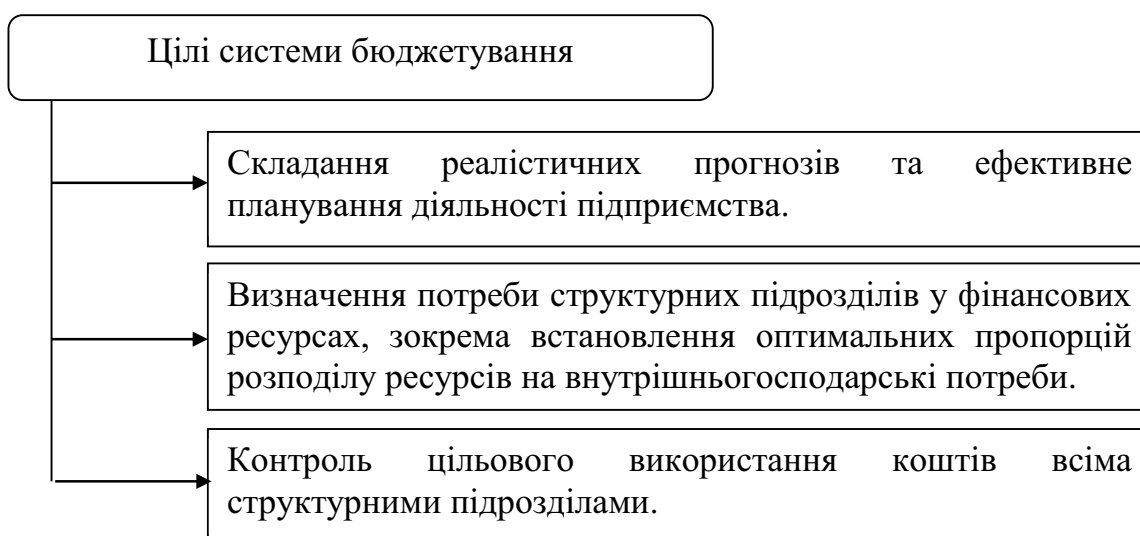 Цілі системи бюджетування
Складання реалістичних прогнозів та ефективне
планування діяльності підприємства.
Визначення потреби структурних підрозділів у фінансових
ресурсах, зокрема встановлення оптимальних пропорцій
розподілу ресурсів на внутрішньогосподарські потреби.
Контроль цільового використання коштів всіма
структурними підрозділами.